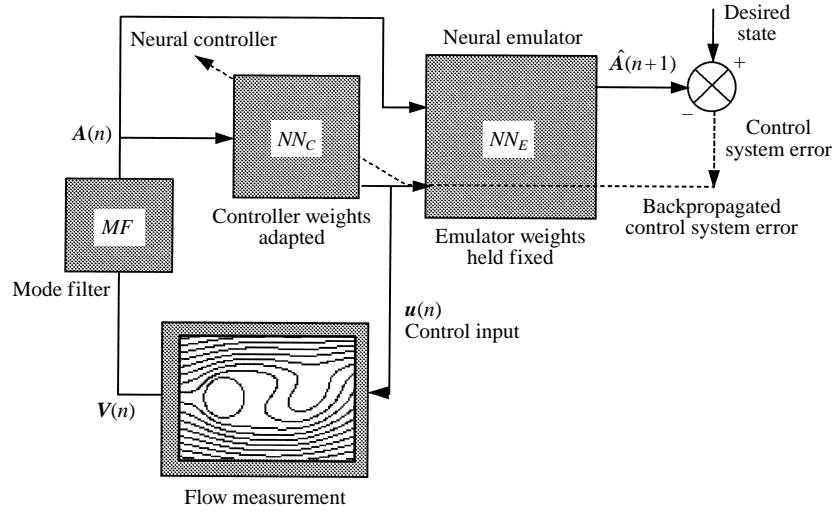 Desired
state
Neural controller
Neural emulator
Â(n+1)
+
A(n)
NN_C
NN_E
−
Control
system error
MF
Controller weights
adapted
Emulator weights
held fixed
Backpropagated
control system error
Mode filter
u(n)
Control input
V(n)
Flow measurement